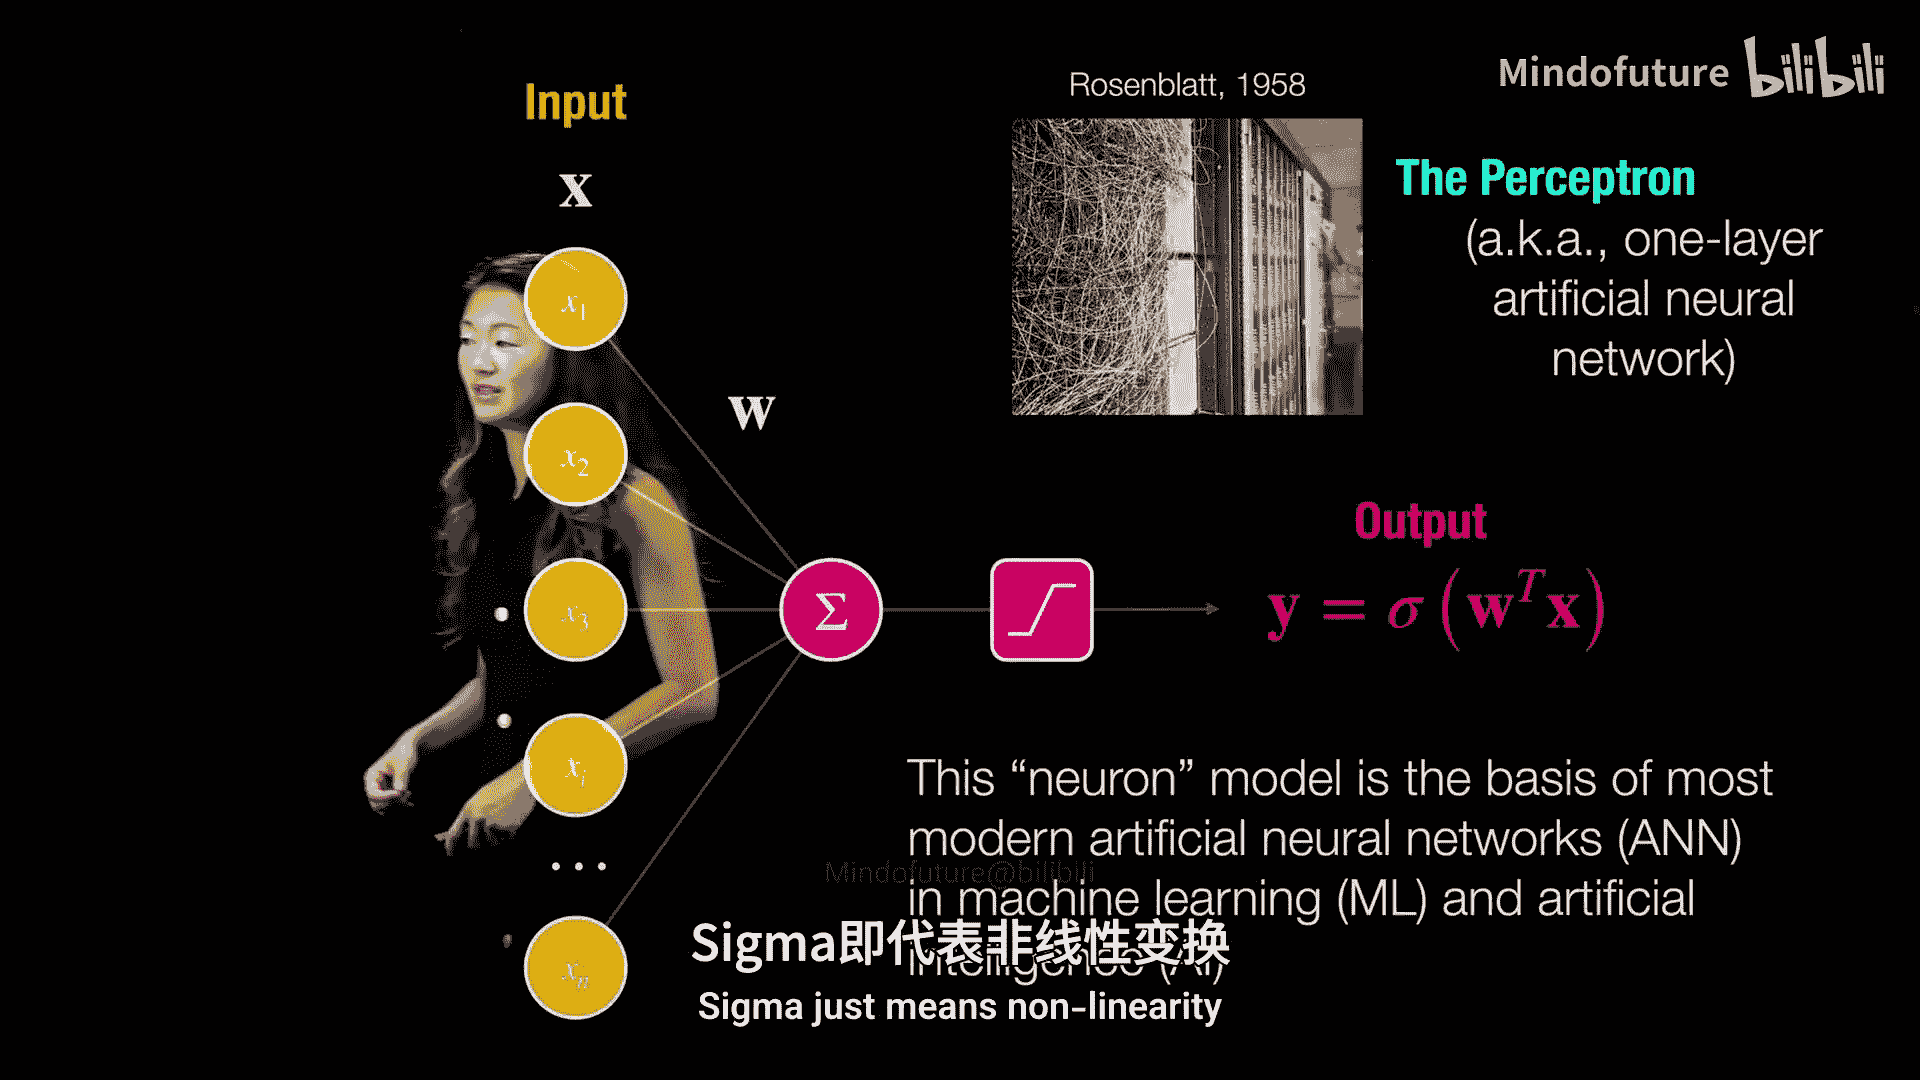 Mindofuture bilibili
Rosenblatt, 1958
Input
x
The Perceptron
(a.k.a., one-layer
artificial neural
network)
x1
w
x2
Output
x3
Σ
y = σ (wᵀx)
xi
This “neuron” model is the basis of most
modern artificial neural networks (ANN)
Mindofuture@bilibili
in machine learning (ML) and artificial
intelligence (AI)
...
xn
Sigma即代表非线性变换
Sigma just means non-linearity